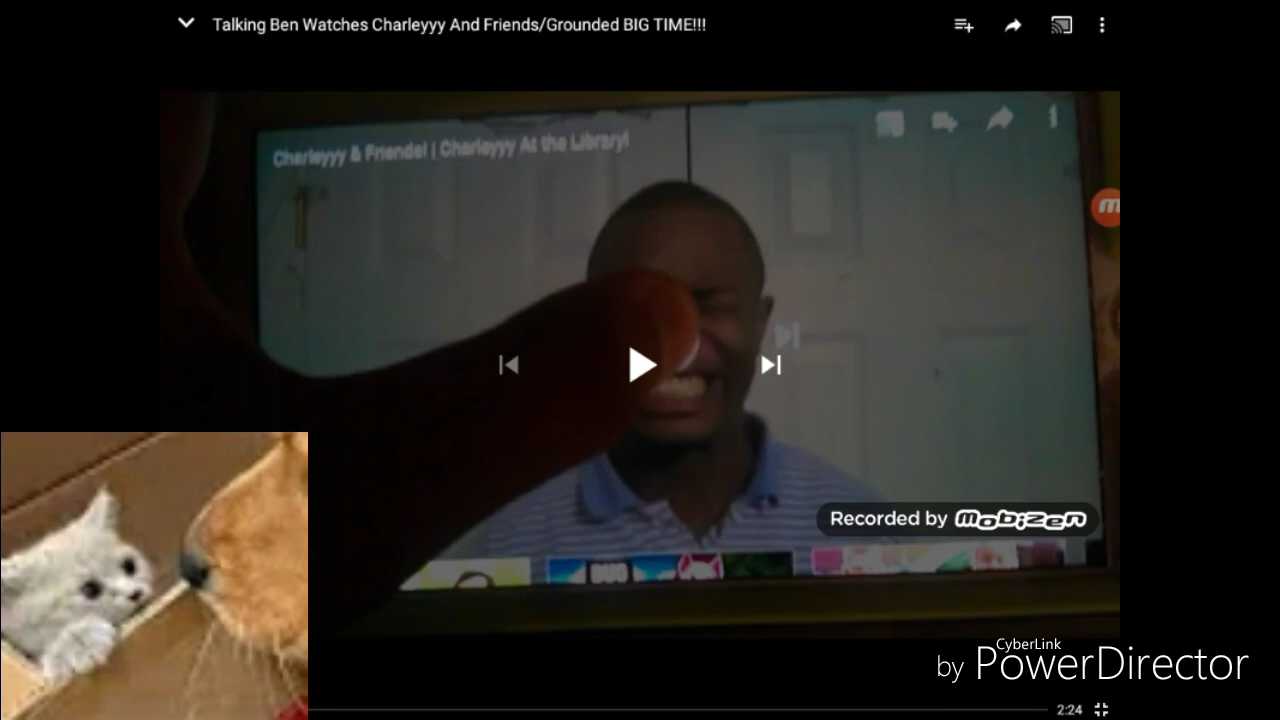 Talking Ben Watches Charleyyy And Friends/Grounded BIG TIME!!!
Charleyyy & Friends! | Charleyyy At the Library!
m
Recorded by mobizen
DUO
CyberLink
by PowerDirector
2:24